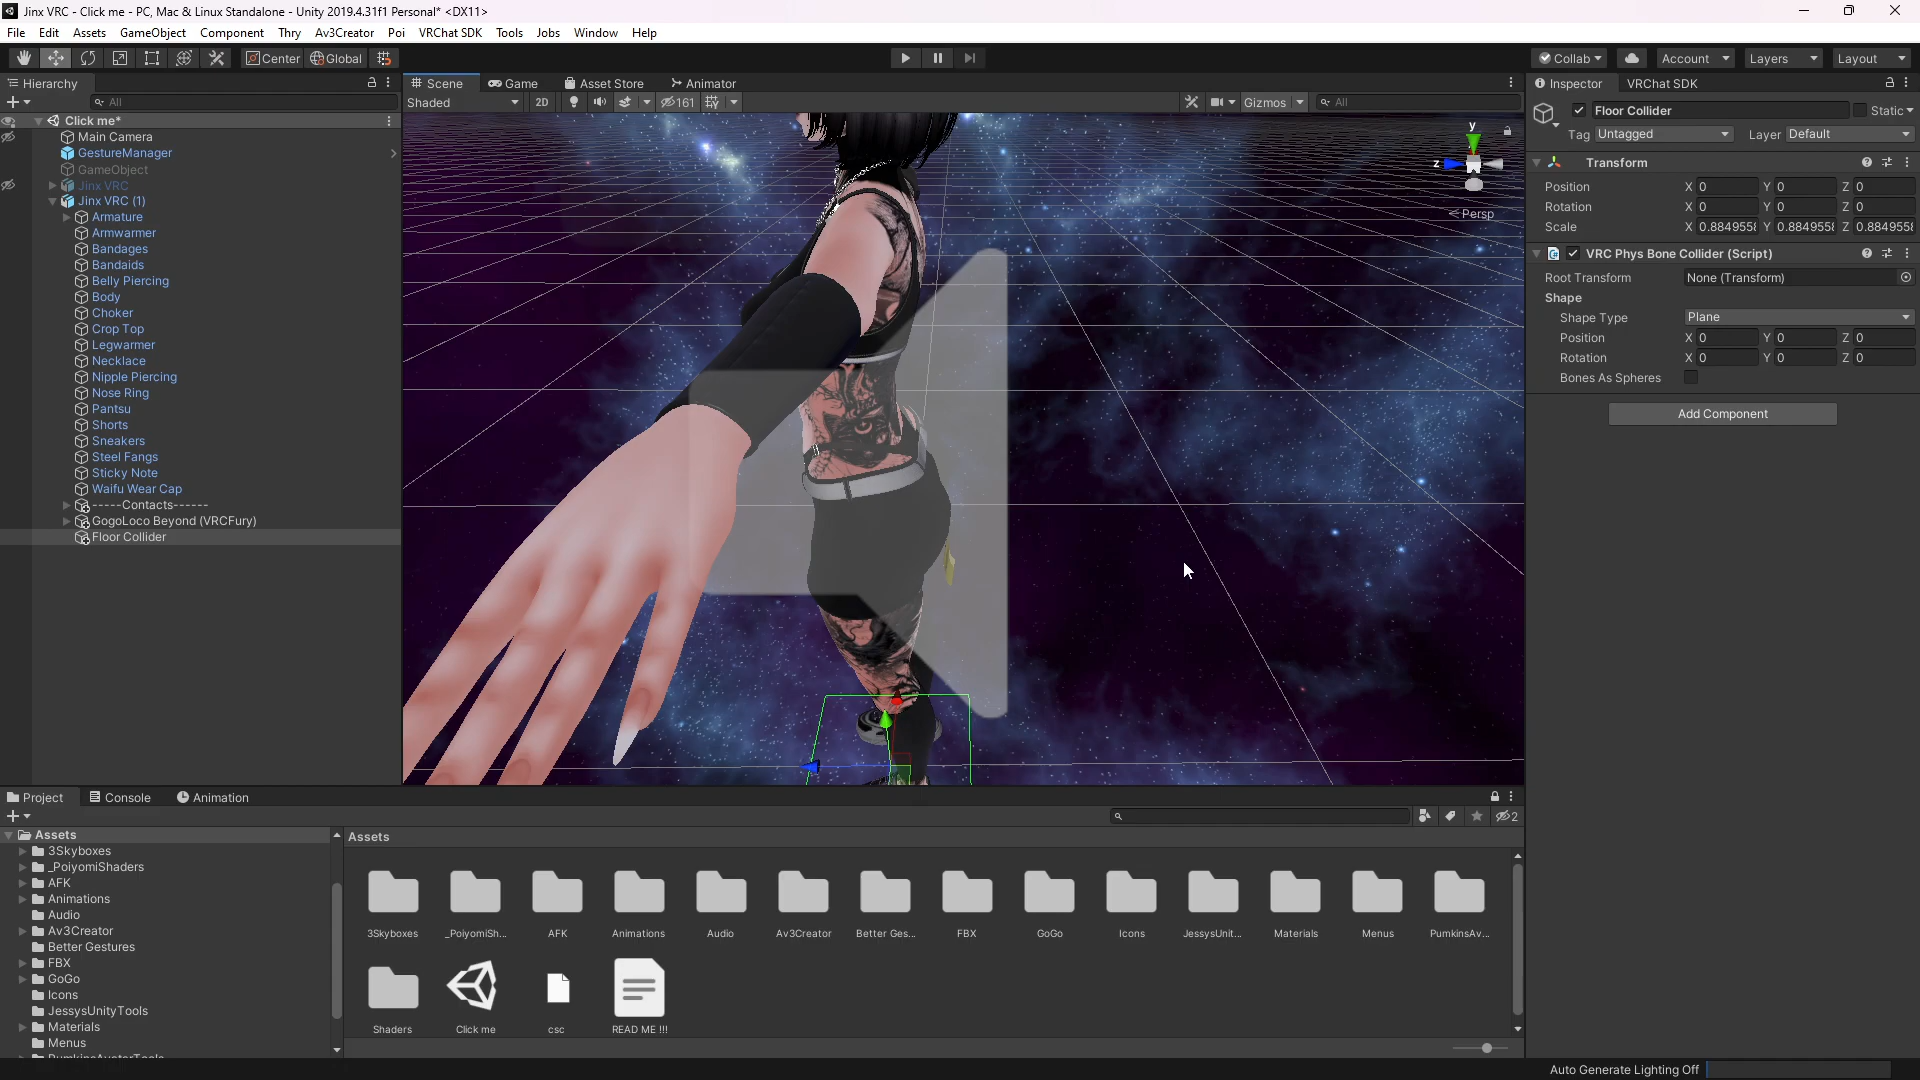 Jinx VRC - Click me - PC, Mac & Linux Standalone - Unity 2019.4.31f1 Personal* <DX11>
File Edit Assets GameObject Component Thry Av3Creator Poi VRChat SDK Tools Jobs Window Help
Center Global
Collab Account Layers Layout
Hierarchy
All
Click me*
Main Camera
GestureManager
GameObject
Jinx VRC
Jinx VRC (1)
Armature
Armwarmer
Bandages
Bandaids
Belly Piercing
Body
Choker
Crop Top
Legwarmer
Necklace
Nipple Piercing
Nose Ring
Pantsu
Shorts
Sneakers
Steel Fangs
Sticky Note
Waifu Wear Cap
-----Contacts------
GogoLoco Beyond (VRCFury)
Floor Collider
Scene Game Asset Store Animator
Shaded 2D 161 Gizmos All
y
z
< Persp
Inspector VRChat SDK
Floor Collider Static
Tag Untagged Layer Default
Transform
Position X 0 Y 0 Z 0
Rotation X 0 Y 0 Z 0
Scale X 0.8849558 Y 0.8849558 Z 0.8849558
VRC Phys Bone Collider (Script)
Root Transform None (Transform)
Shape
Shape Type Plane
Position X 0 Y 0 Z 0
Rotation X 0 Y 0 Z 0
Bones As Spheres
Add Component
Project Console Animation
2
Assets
3Skyboxes
_PoiyomiShaders
AFK
Animations
Audio
Av3Creator
Better Gestures
FBX
GoGo
Icons
JessysUnityTools
Materials
Menus
PumkinsAvatarTools
Assets
3Skyboxes _PoiyomiSh... AFK Animations Audio Av3Creator Better Ges... FBX GoGo Icons JessysUnit... Materials Menus PumkinsAv...
Shaders Click me csc READ ME !!!
Auto Generate Lighting Off